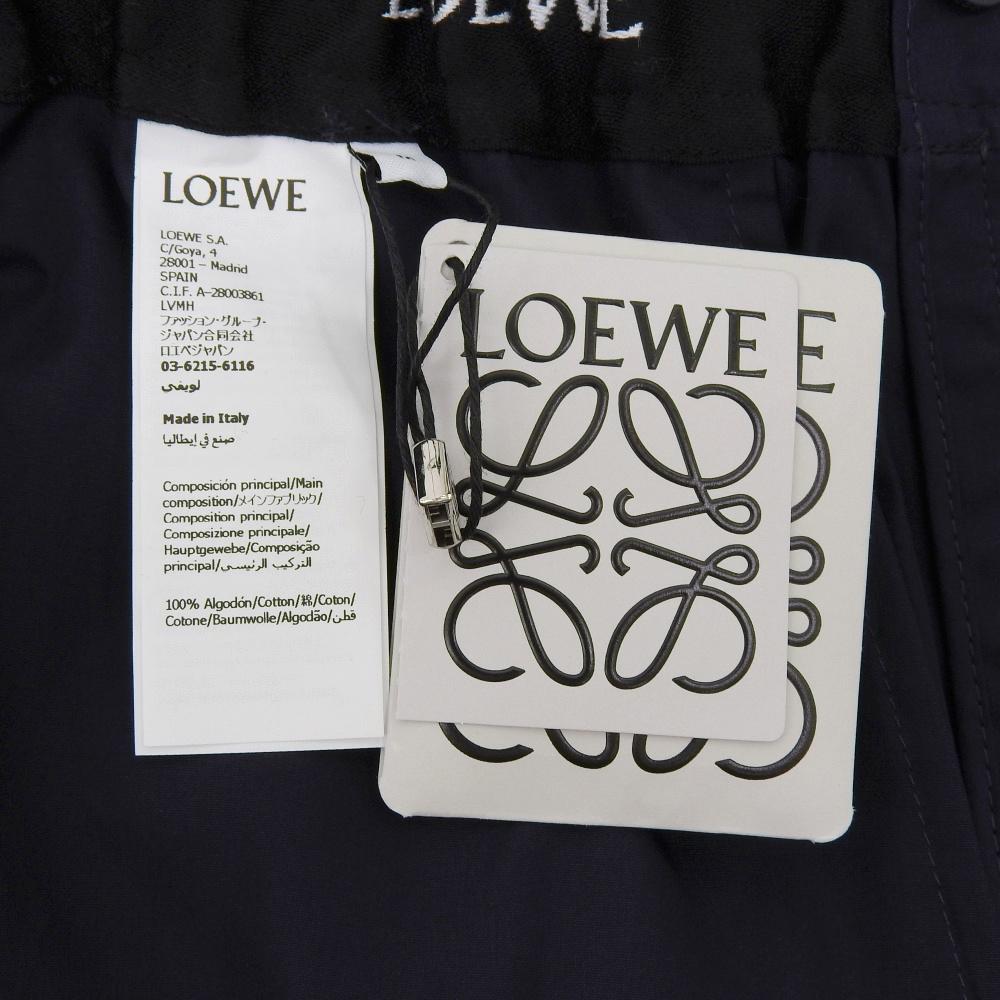 LOEWE
LOEWE
LOEWE S.A.
C/Goya, 4
28001 – Madrid
SPAIN
C.I.F. A-28003861
LVMH
ファッション・グループ・
ジャパン合同会社
ロエベジャパン
03-6215-6116
لويفي
Made in Italy
صنع في إيطاليا
Composición principal/Main
composition/メインファブリック/
Composition principal/
Composizione principale/
Hauptgewebe/Composição
principal/التركيب الرئيسي
100% Algodón/Cotton/綿/Coton/
Cotone/Baumwolle/Algodão/قطن
LOEWE
E